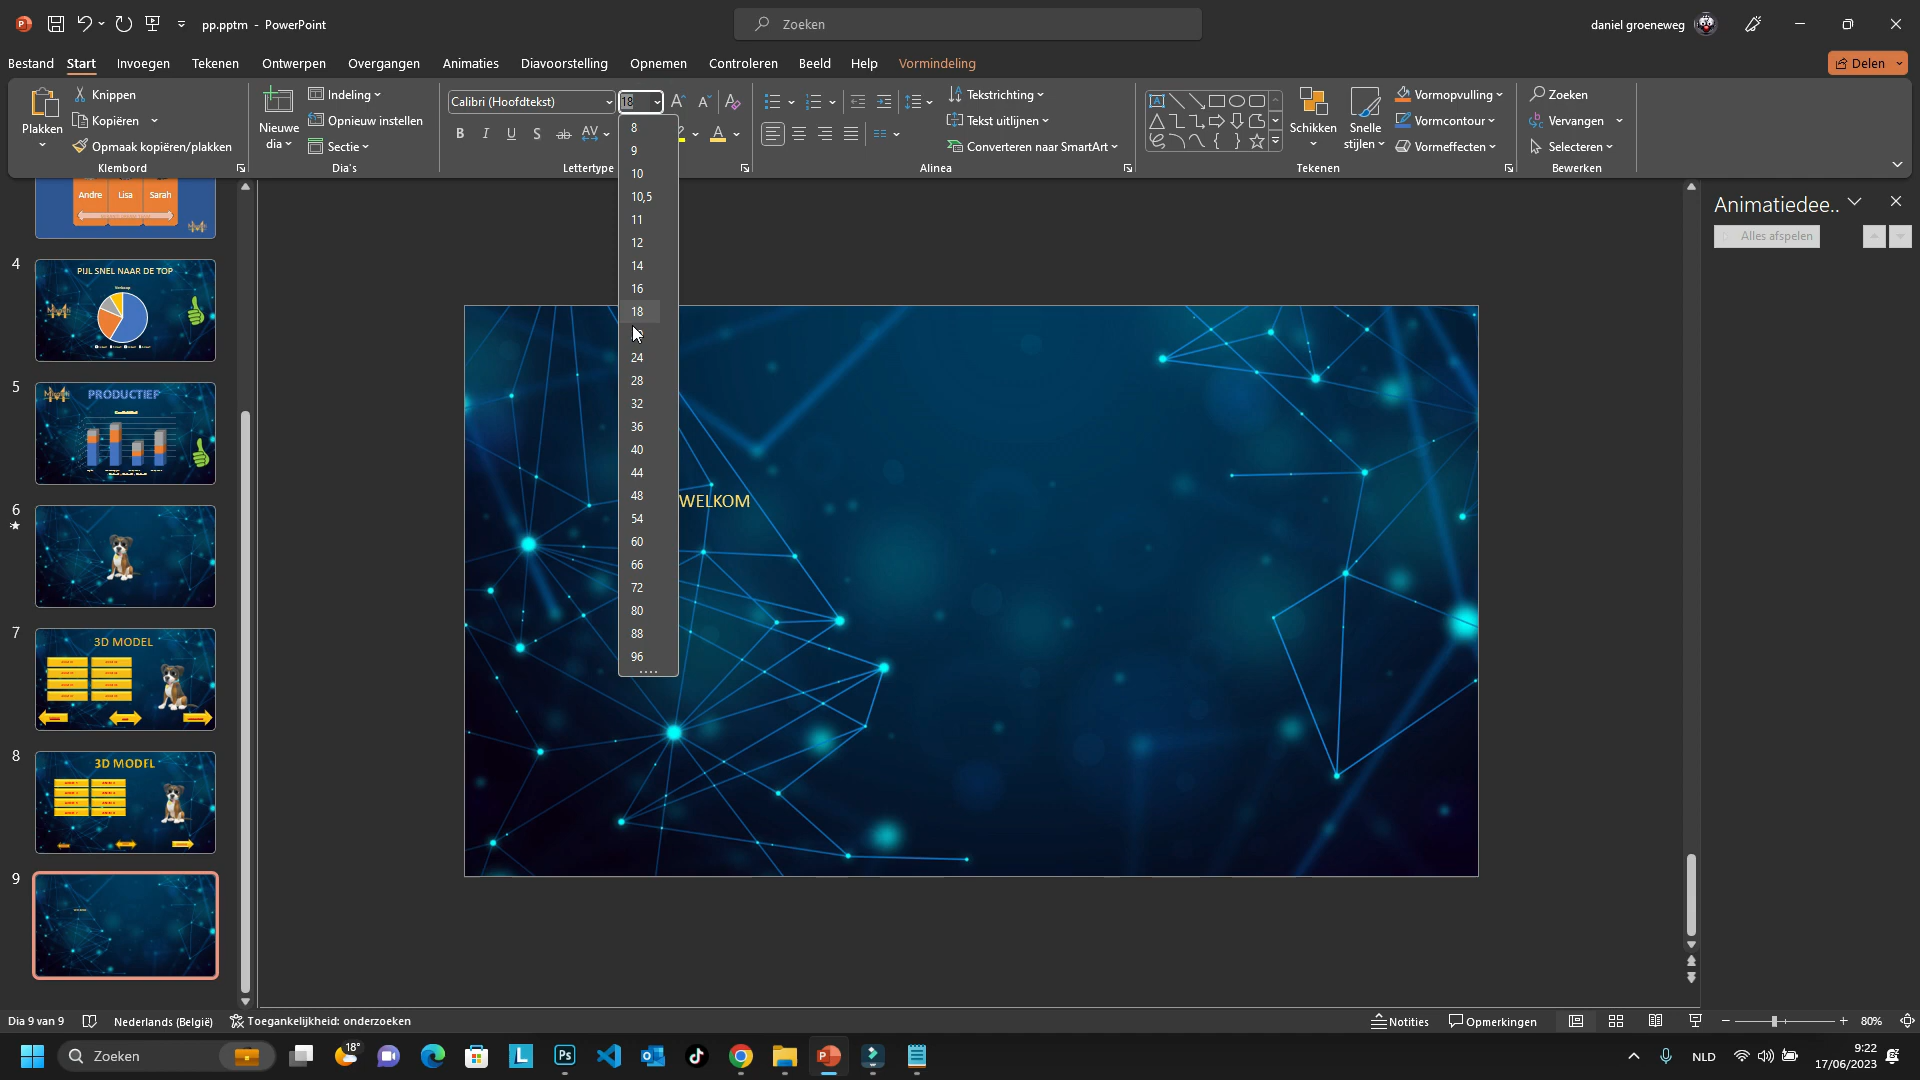 pp.pptm - PowerPoint
Zoeken
daniel groeneweg
Bestand Start Invoegen Tekenen Ontwerpen Overgangen Animaties Diavoorstelling Opnemen Controleren Beeld Help Vormindeling
Delen
Plakken
Knippen
Kopiëren
Opmaak kopiëren/plakken
Klembord
Nieuwe
dia
Indeling
Opnieuw instellen
Sectie
Dia's
Calibri (Hoofdtekst)
18
Lettertype
Tekstrichting
Tekst uitlijnen
Converteren naar SmartArt
Alinea
Schikken
Snelle
stijlen
Vormopvulling
Vormcontour
Vormeffecten
Tekenen
Zoeken
Vervangen
Selecteren
Bewerken
8
9
10
10,5
11
12
14
16
18
24
28
32
36
40
44
48
54
60
66
72
80
88
96
Andre Lisa Sarah
4
PIJL SNEL NAAR DE TOP
5
PRODUCTIEF
6
7
3D MODEL
8
3D MODEL
9
WELKOM
Animatiedee..
Alles afspelen
Dia 9 van 9
Nederlands (België)
Toegankelijkheid: onderzoeken
Notities
Opmerkingen
80%
Zoeken
18°
NLD
9:22
17/06/2023